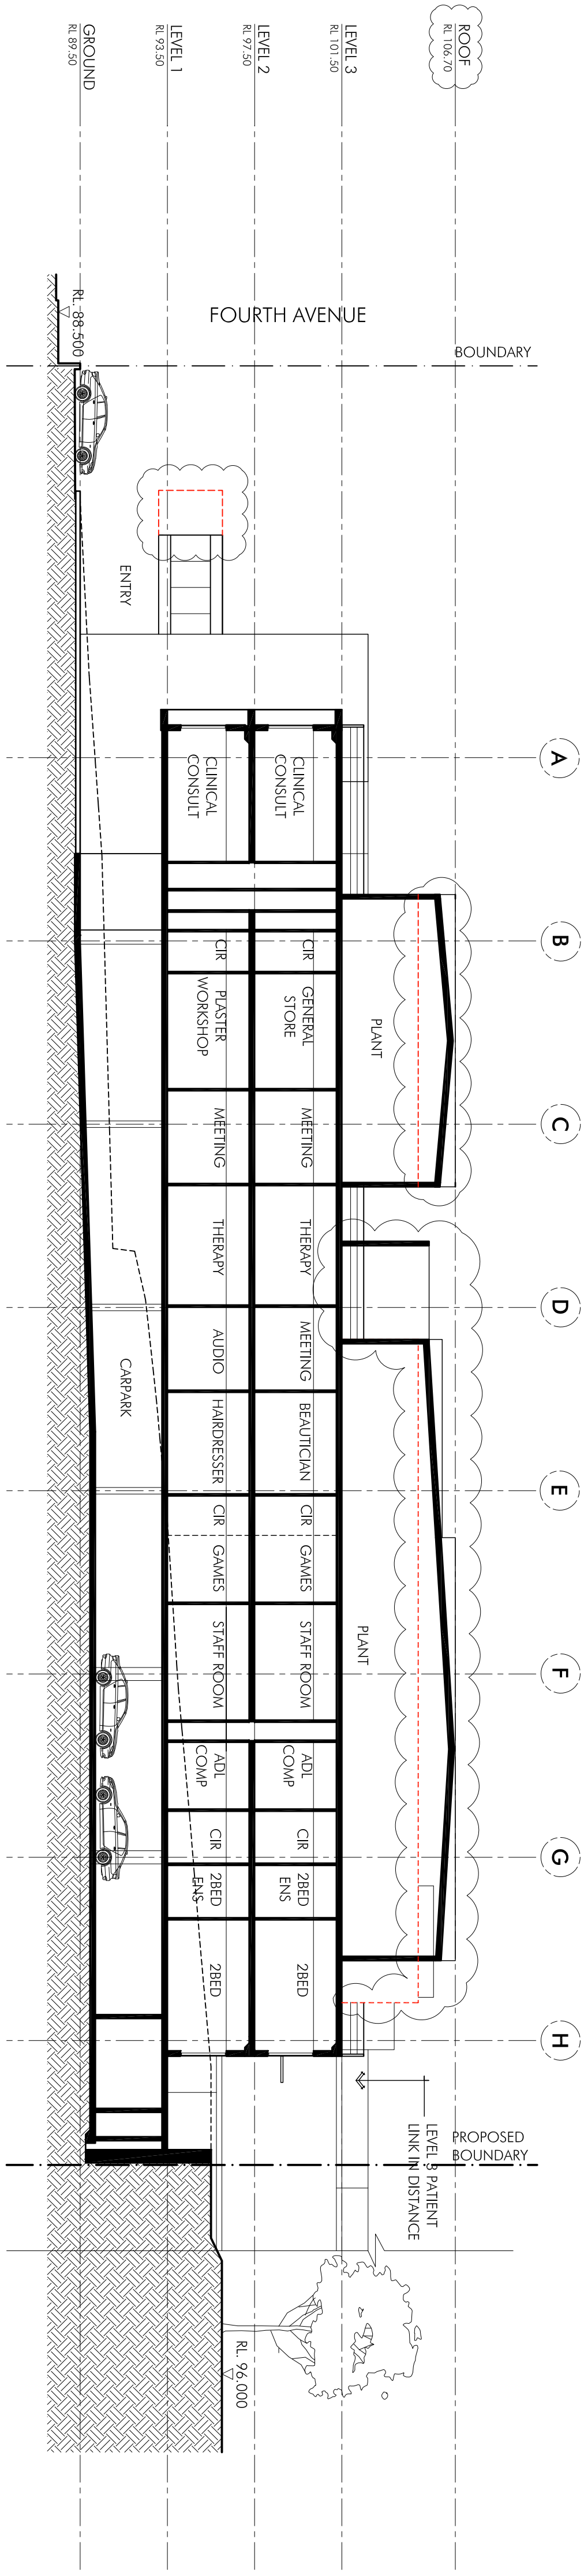 ROOF
RL 106.70
LEVEL 3
RL 101.50
LEVEL 2
RL 97.50
LEVEL 1
RL 93.50
GROUND
RL 89.50
FOURTH AVENUE
RL. 88.500
BOUNDARY
ENTRY
A
B
C
D
E
F
G
H
PLANT
PLANT
CLINICAL
CONSULT
CIR
GENERAL
STORE
MEETING
THERAPY
MEETING
BEAUTICIAN
CIR
GAMES
STAFF ROOM
ADL
COMP
CIR
2BED
ENS
2BED
CLINICAL
CONSULT
CIR
PLASTER
WORKSHOP
MEETING
THERAPY
AUDIO
HAIRDRESSER
CIR
GAMES
STAFF ROOM
ADL
COMP
CIR
2BED
ENS
2BED
CARPARK
LEVEL 3 PATIENT
LINK IN DISTANCE
PROPOSED
BOUNDARY
RL. 96.000